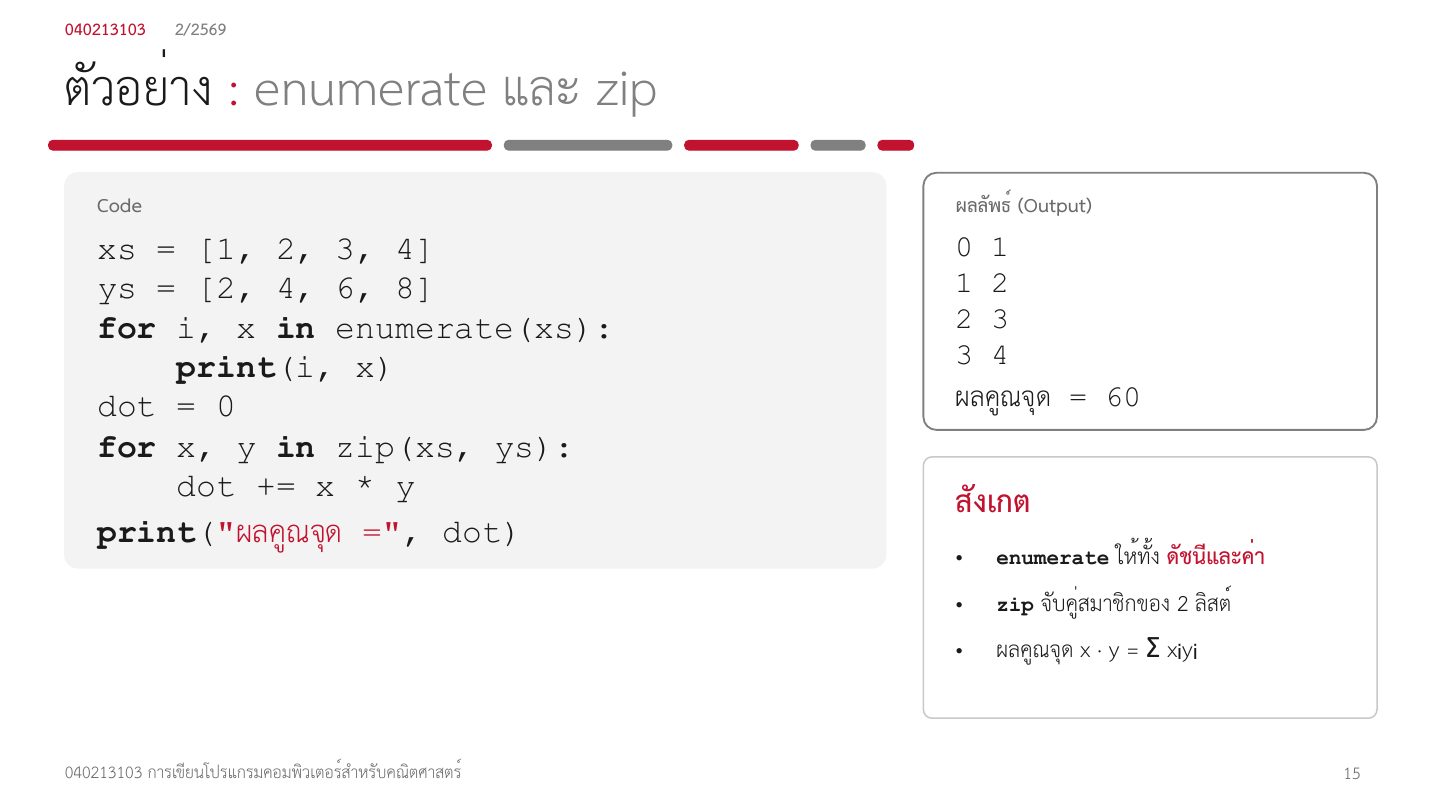 040213103 2/2569
ตัวอย่าง : enumerate และ zip
Code
xs = [1, 2, 3, 4]
ys = [2, 4, 6, 8]
for i, x in enumerate(xs):
    print(i, x)
dot = 0
for x, y in zip(xs, ys):
    dot += x * y
print("ผลคูณจุด =", dot)
ผลลัพธ์ (Output)
0 1
1 2
2 3
3 4
ผลคูณจุด = 60
สังเกต
• enumerate ให้ทั้ง ดัชนีและค่า
• zip จับคู่สมาชิกของ 2 ลิสต์
• ผลคูณจุด x · y = Σ xiyi
040213103 การเขียนโปรแกรมคอมพิวเตอร์สำหรับคณิตศาสตร์
15